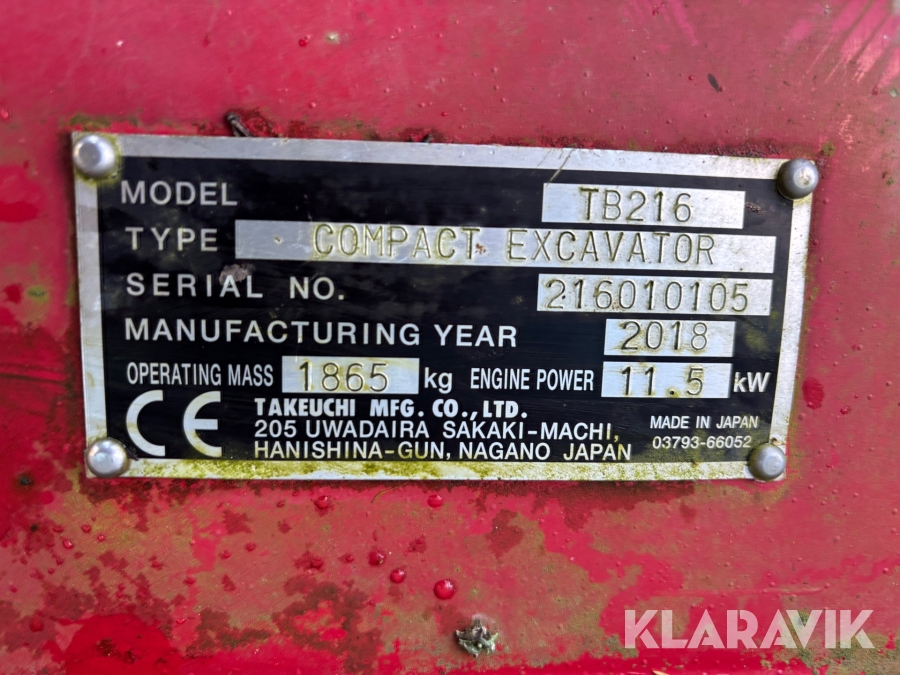 MODEL TB216
TYPE COMPACT EXCAVATOR
SERIAL NO. 216010105
MANUFACTURING YEAR 2018
OPERATING MASS 1865 kg ENGINE POWER 11.5 kW
CE TAKEUCHI MFG. CO., LTD.
205 UWADAIRA SAKAKI-MACHI,
HANISHINA-GUN, NAGANO JAPAN
MADE IN JAPAN
03793-66052
KLARAVIK